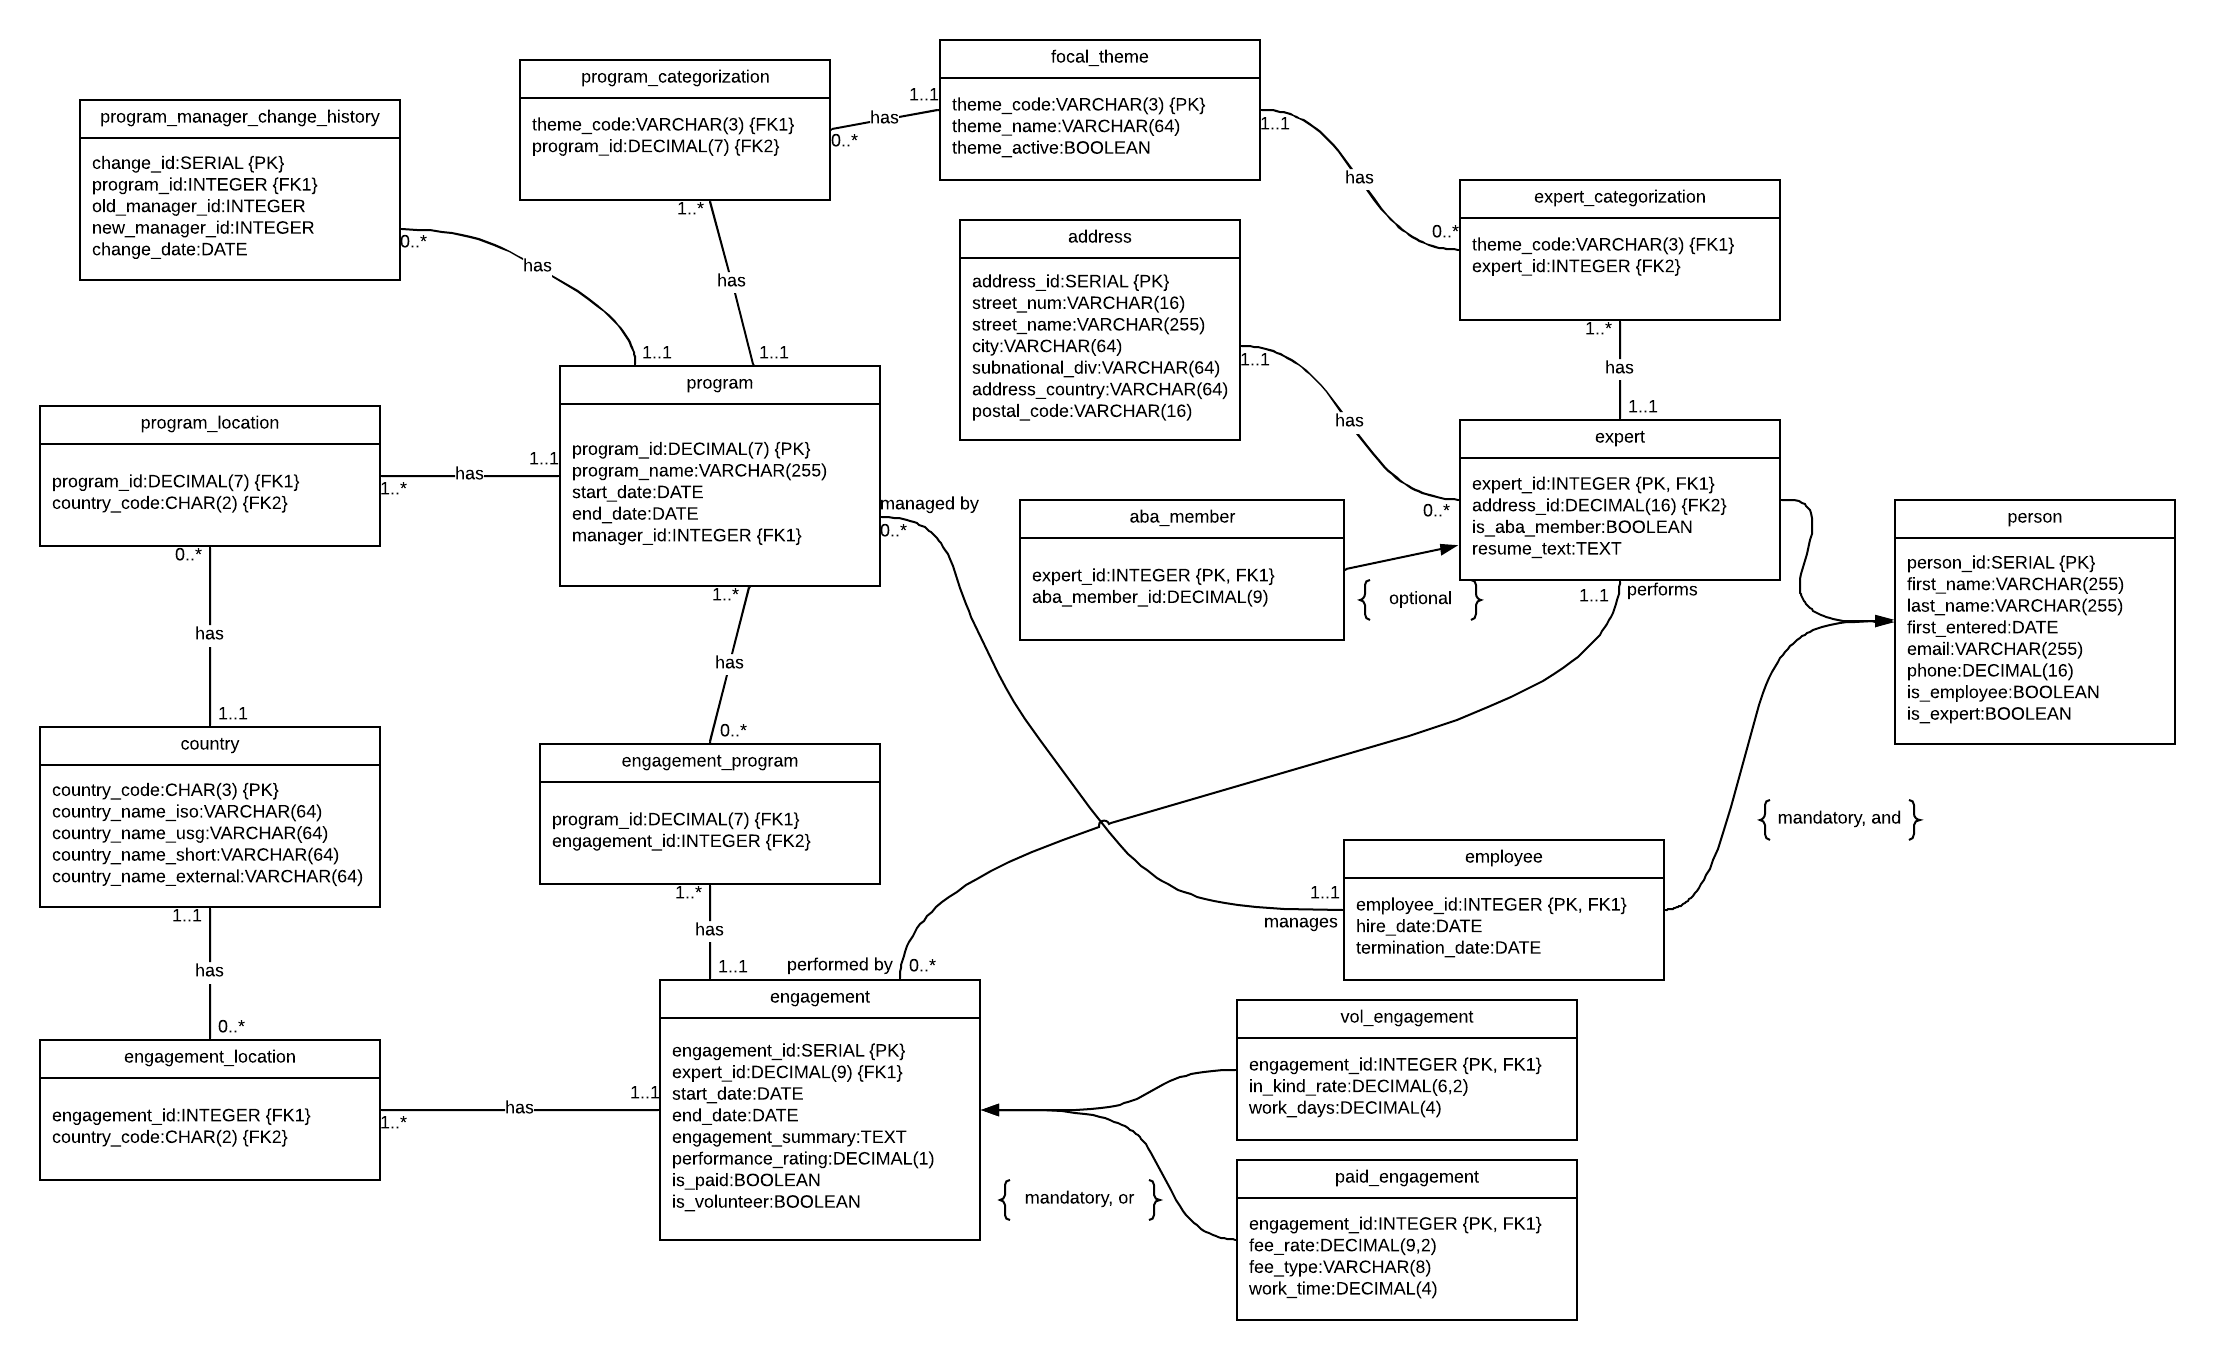 focal_theme
theme_code:VARCHAR(3) {PK}
theme_name:VARCHAR(64)
theme_active:BOOLEAN
program_categorization
theme_code:VARCHAR(3) {FK1}
program_id:DECIMAL(7) {FK2}
1..1
has
0..*
program_manager_change_history
change_id:SERIAL {PK}
program_id:INTEGER {FK1}
old_manager_id:INTEGER
new_manager_id:INTEGER
change_date:DATE
0..*
has
1..1
1..*
has
1..1
1..1
has
0..*
expert_categorization
theme_code:VARCHAR(3) {FK1}
expert_id:INTEGER {FK2}
1..*
has
1..1
address
address_id:SERIAL {PK}
street_num:VARCHAR(16)
street_name:VARCHAR(255)
city:VARCHAR(64)
subnational_div:VARCHAR(64)
address_country:VARCHAR(64)
postal_code:VARCHAR(16)
1..1
has
0..*
program_location
program_id:DECIMAL(7) {FK1}
country_code:CHAR(2) {FK2}
1..*
has
1..1
program
program_id:DECIMAL(7) {PK}
program_name:VARCHAR(255)
start_date:DATE
end_date:DATE
manager_id:INTEGER {FK1}
managed by
0..*
expert
expert_id:INTEGER {PK, FK1}
address_id:DECIMAL(16) {FK2}
is_aba_member:BOOLEAN
resume_text:TEXT
aba_member
expert_id:INTEGER {PK, FK1}
aba_member_id:DECIMAL(9)
{ optional }
1..1
performs
person
person_id:SERIAL {PK}
first_name:VARCHAR(255)
last_name:VARCHAR(255)
first_entered:DATE
email:VARCHAR(255)
phone:DECIMAL(16)
is_employee:BOOLEAN
is_expert:BOOLEAN
0..*
has
1..1
1..*
has
0..*
country
country_code:CHAR(3) {PK}
country_name_iso:VARCHAR(64)
country_name_usg:VARCHAR(64)
country_name_short:VARCHAR(64)
country_name_external:VARCHAR(64)
engagement_program
program_id:DECIMAL(7) {FK1}
engagement_id:INTEGER {FK2}
{ mandatory, and }
employee
employee_id:INTEGER {PK, FK1}
hire_date:DATE
termination_date:DATE
1..1
manages
1..*
has
1..1
performed by
0..*
1..1
has
0..*
engagement_location
engagement_id:INTEGER {FK1}
country_code:CHAR(2) {FK2}
1..*
has
1..1
engagement
engagement_id:SERIAL {PK}
expert_id:DECIMAL(9) {FK1}
start_date:DATE
end_date:DATE
engagement_summary:TEXT
performance_rating:DECIMAL(1)
is_paid:BOOLEAN
is_volunteer:BOOLEAN
{ mandatory, or }
vol_engagement
engagement_id:INTEGER {PK, FK1}
in_kind_rate:DECIMAL(6,2)
work_days:DECIMAL(4)
paid_engagement
engagement_id:INTEGER {PK, FK1}
fee_rate:DECIMAL(9,2)
fee_type:VARCHAR(8)
work_time:DECIMAL(4)